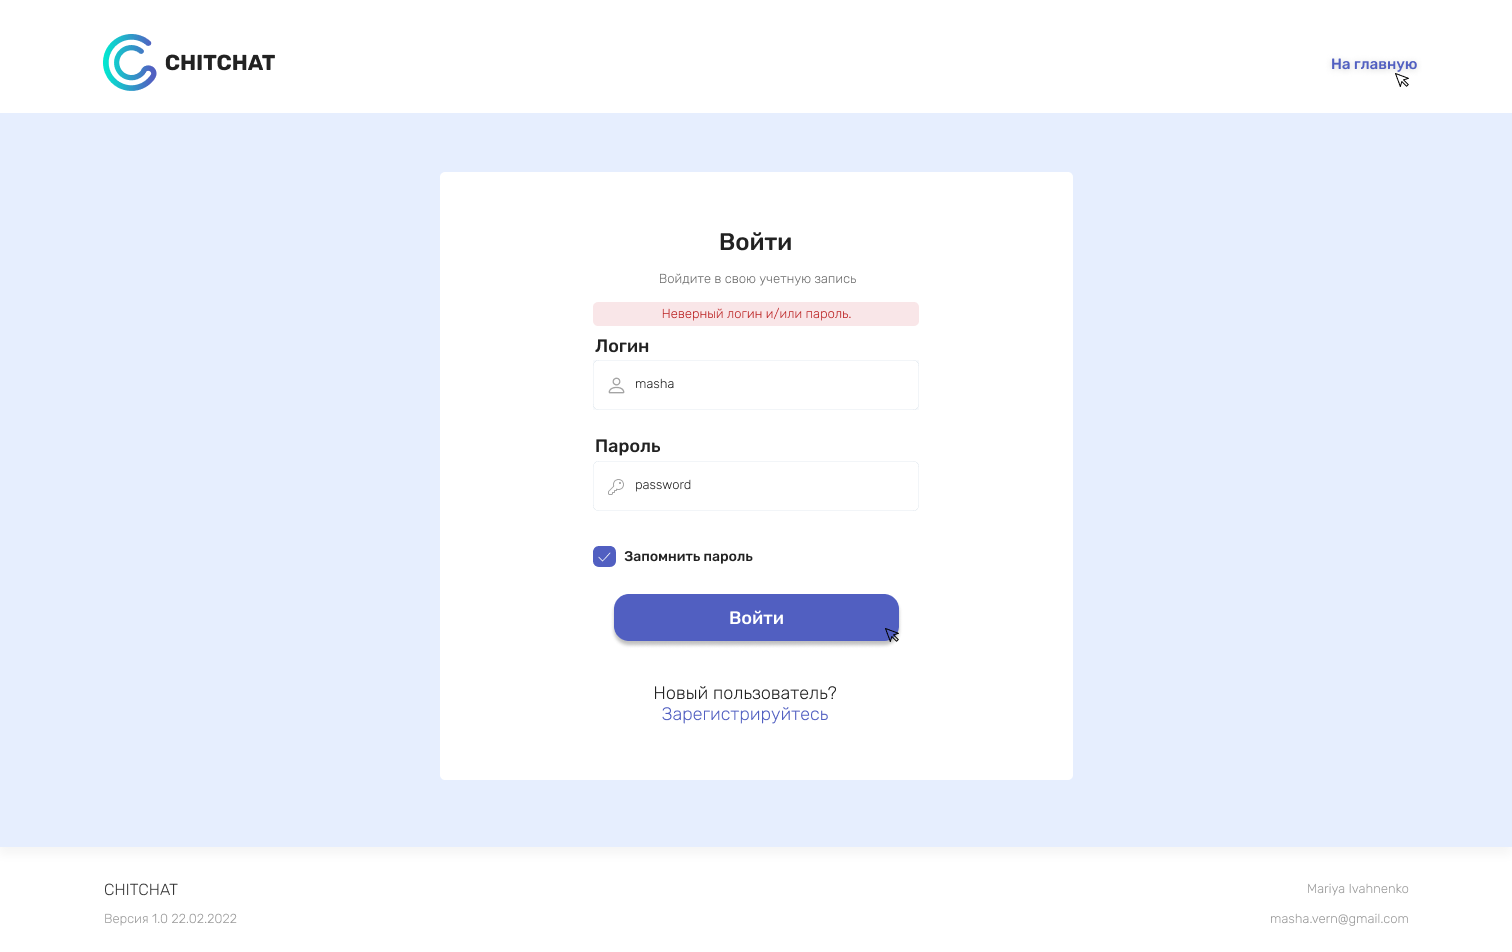 CHITCHAT
На главную
Войти
Войдите в свою учетную запись
Неверный логин и/или пароль.
Логин
masha
Пароль
password
Запомнить пароль
Войти
Новый пользователь?
Зарегистрируйтесь
CHITCHAT
Mariya Ivahnenko
Версия 1.0 22.02.2022
masha.vern@gmail.com